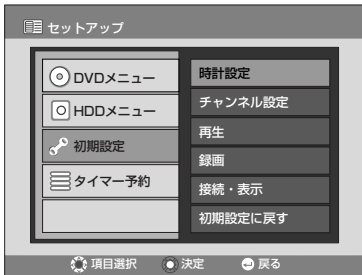 セットアップ
DVDメニュー
HDDメニュー
初期設定
タイマー予約
時計設定
チャンネル設定
再生
録画
接続・表示
初期設定に戻す
項目選択 決定 戻る